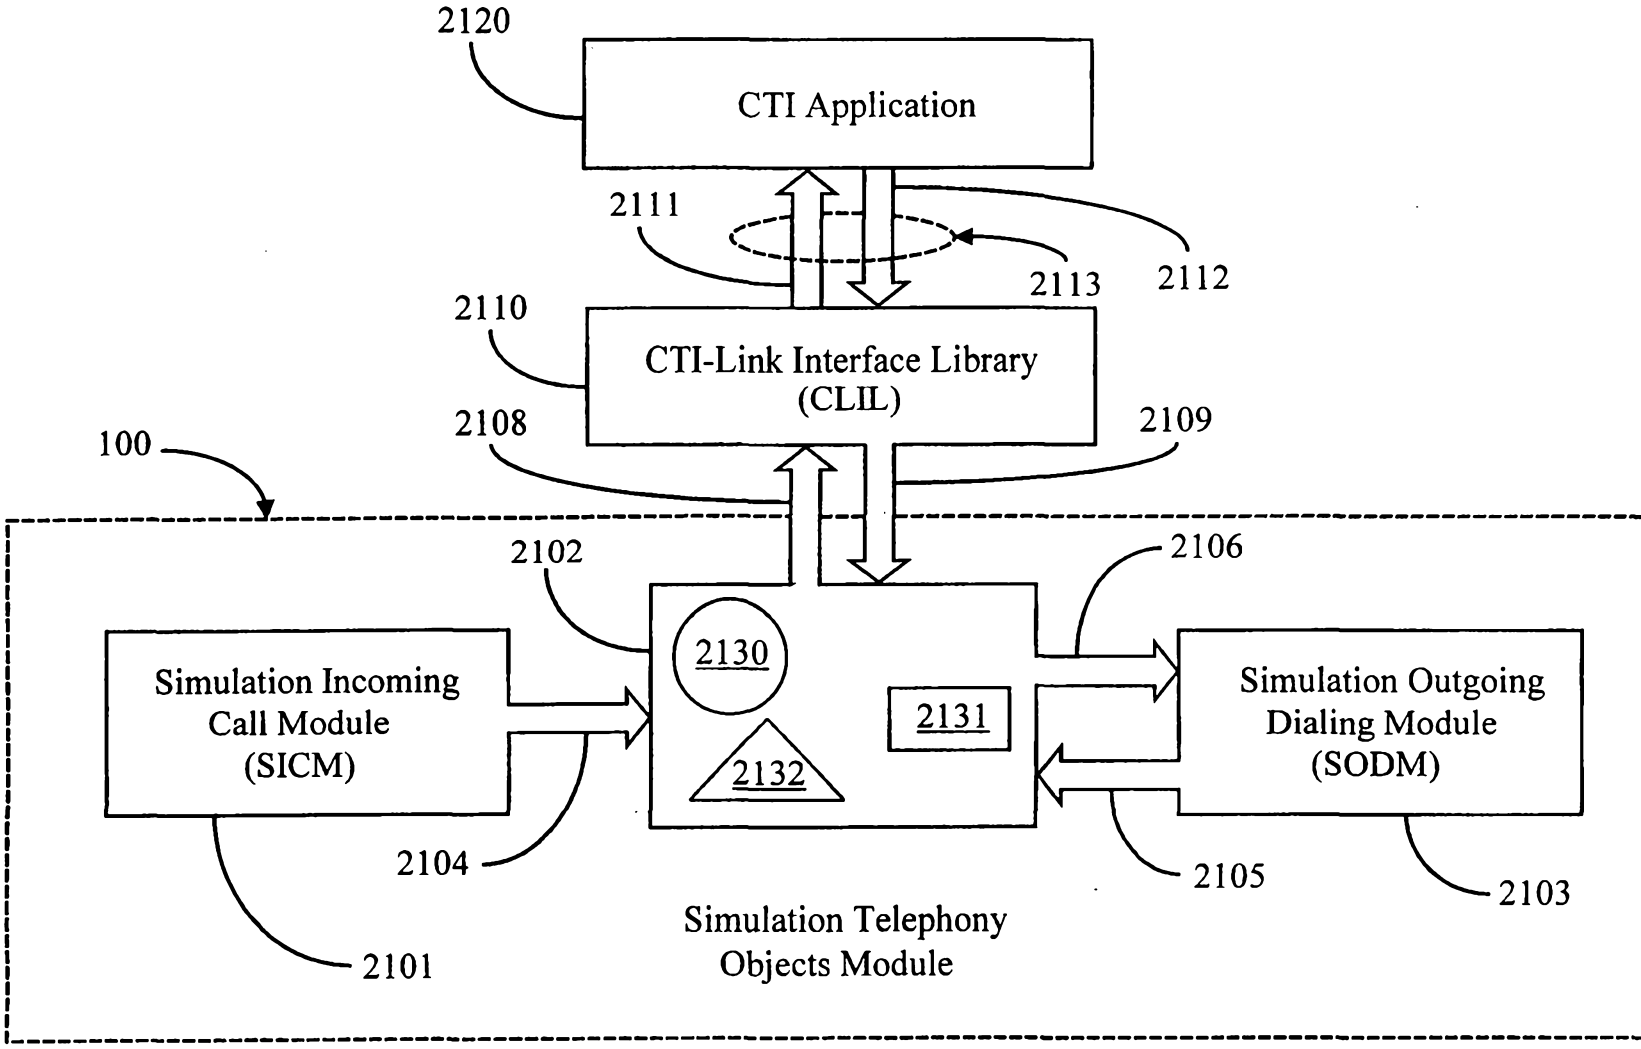 2120
CTI Application
2111
2113
2112
2110
CTI-Link Interface Library
(CLIL)
2108
2109
100
2102
2106
2130
2131
2132
Simulation Incoming
Call Module
(SICM)
Simulation Outgoing
Dialing Module
(SODM)
2104
2105
2103
2101
Simulation Telephony
Objects Module